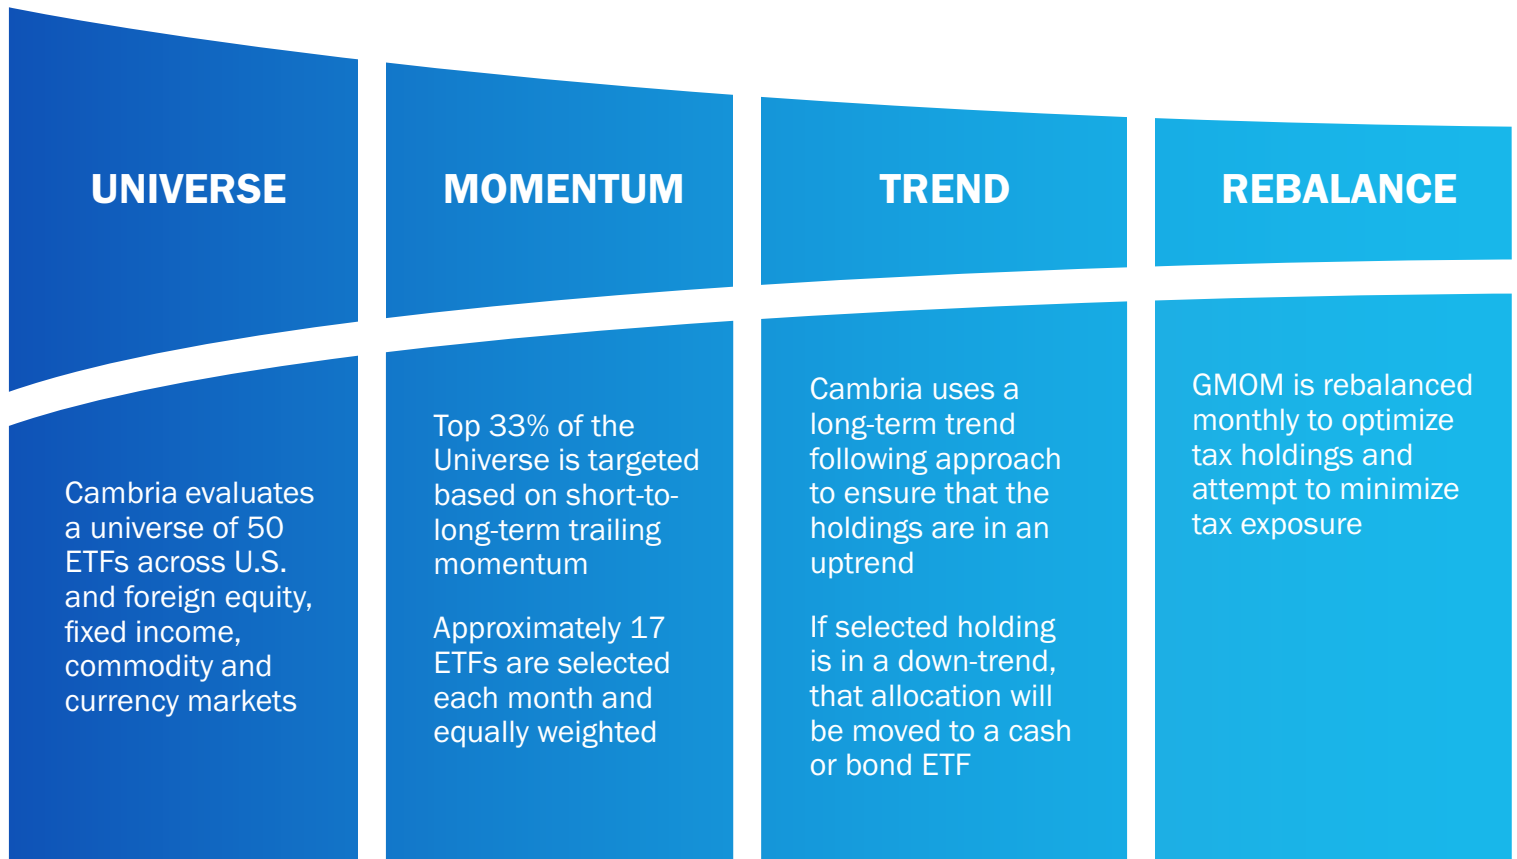 UNIVERSE
Cambria evaluates
a universe of 50
ETFs across U.S.
and foreign equity,
fixed income,
commodity and
currency markets
MOMENTUM
Top 33% of the
Universe is targeted
based on short-to-
long-term trailing
momentum
Approximately 17
ETFs are selected
each month and
equally weighted
TREND
Cambria uses a
long-term trend
following approach
to ensure that the
holdings are in an
uptrend
If selected holding
is in a down-trend,
that allocation will
be moved to a cash
or bond ETF
REBALANCE
GMOM is rebalanced
monthly to optimize
tax holdings and
attempt to minimize
tax exposure